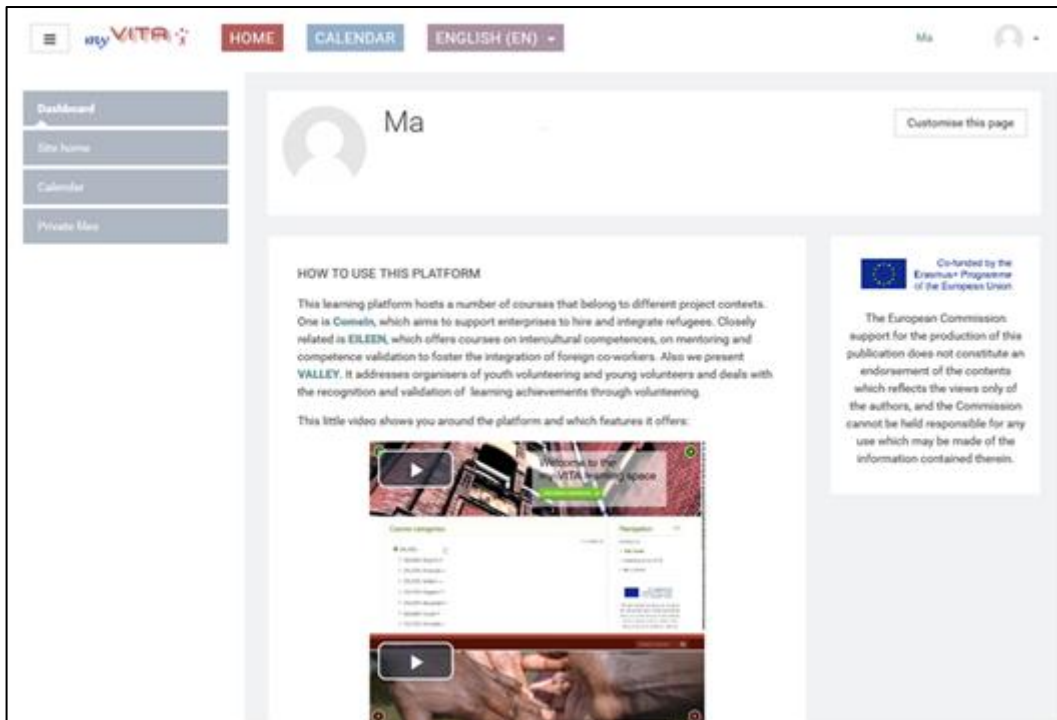 my VITA
HOME
CALENDAR
ENGLISH (EN)
Ma
Dashboard
Site home
Calendar
Private files
Ma
Customise this page
HOW TO USE THIS PLATFORM
This learning platform hosts a number of courses that belong to different project contexts.
One is ComeIn, which aims to support enterprises to hire and integrate refugees. Closely
related is EILEEN, which offers courses on intercultural competences, on mentoring and
competence validation to foster the integration of foreign co-workers. Also we present
VALLEY. It addresses organisers of youth volunteering and young volunteers and deals with
the recognition and validation of learning achievements through volunteering.
This little video shows you around the platform and which features it offers:
Welcome to the
my VITA learning space
Course categories
Navigation
Co-funded by the
Erasmus+ Programme
of the European Union
The European Commission
support for the production of this
publication does not constitute an
endorsement of the contents
which reflects the views only of
the authors, and the Commission
cannot be held responsible for any
use which may be made of the
information contained therein.